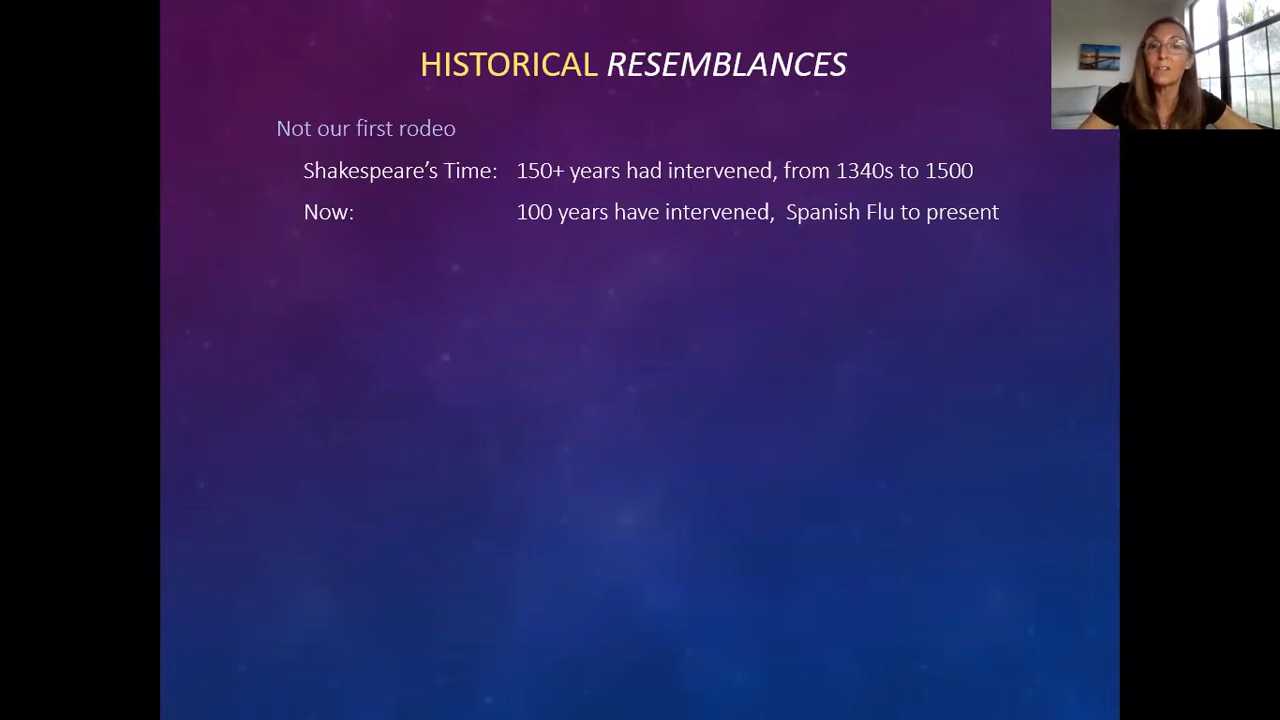 HISTORICAL RESEMBLANCES
Not our first rodeo
Shakespeare’s Time: 150+ years had intervened, from 1340s to 1500
Now: 100 years have intervened, Spanish Flu to present